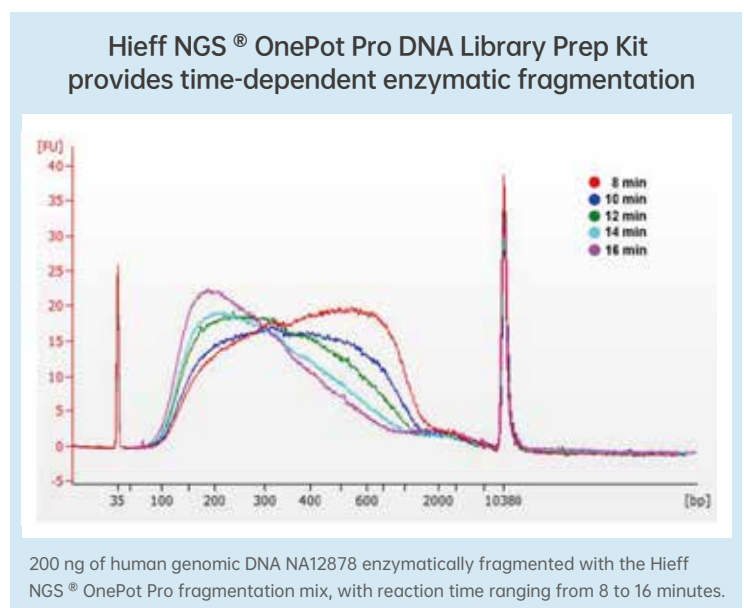 Hieff NGS ® OnePot Pro DNA Library Prep Kit
provides time-dependent enzymatic fragmentation
[FU]
40
35
30
25
20
15
10
5
0
-5
8 min
10 min
12 min
14 min
16 min
35 100 200 300 400 600 2000 10380 [bp]
200 ng of human genomic DNA NA12878 enzymatically fragmented with the Hieff
NGS ® OnePot Pro fragmentation mix, with reaction time ranging from 8 to 16 minutes.